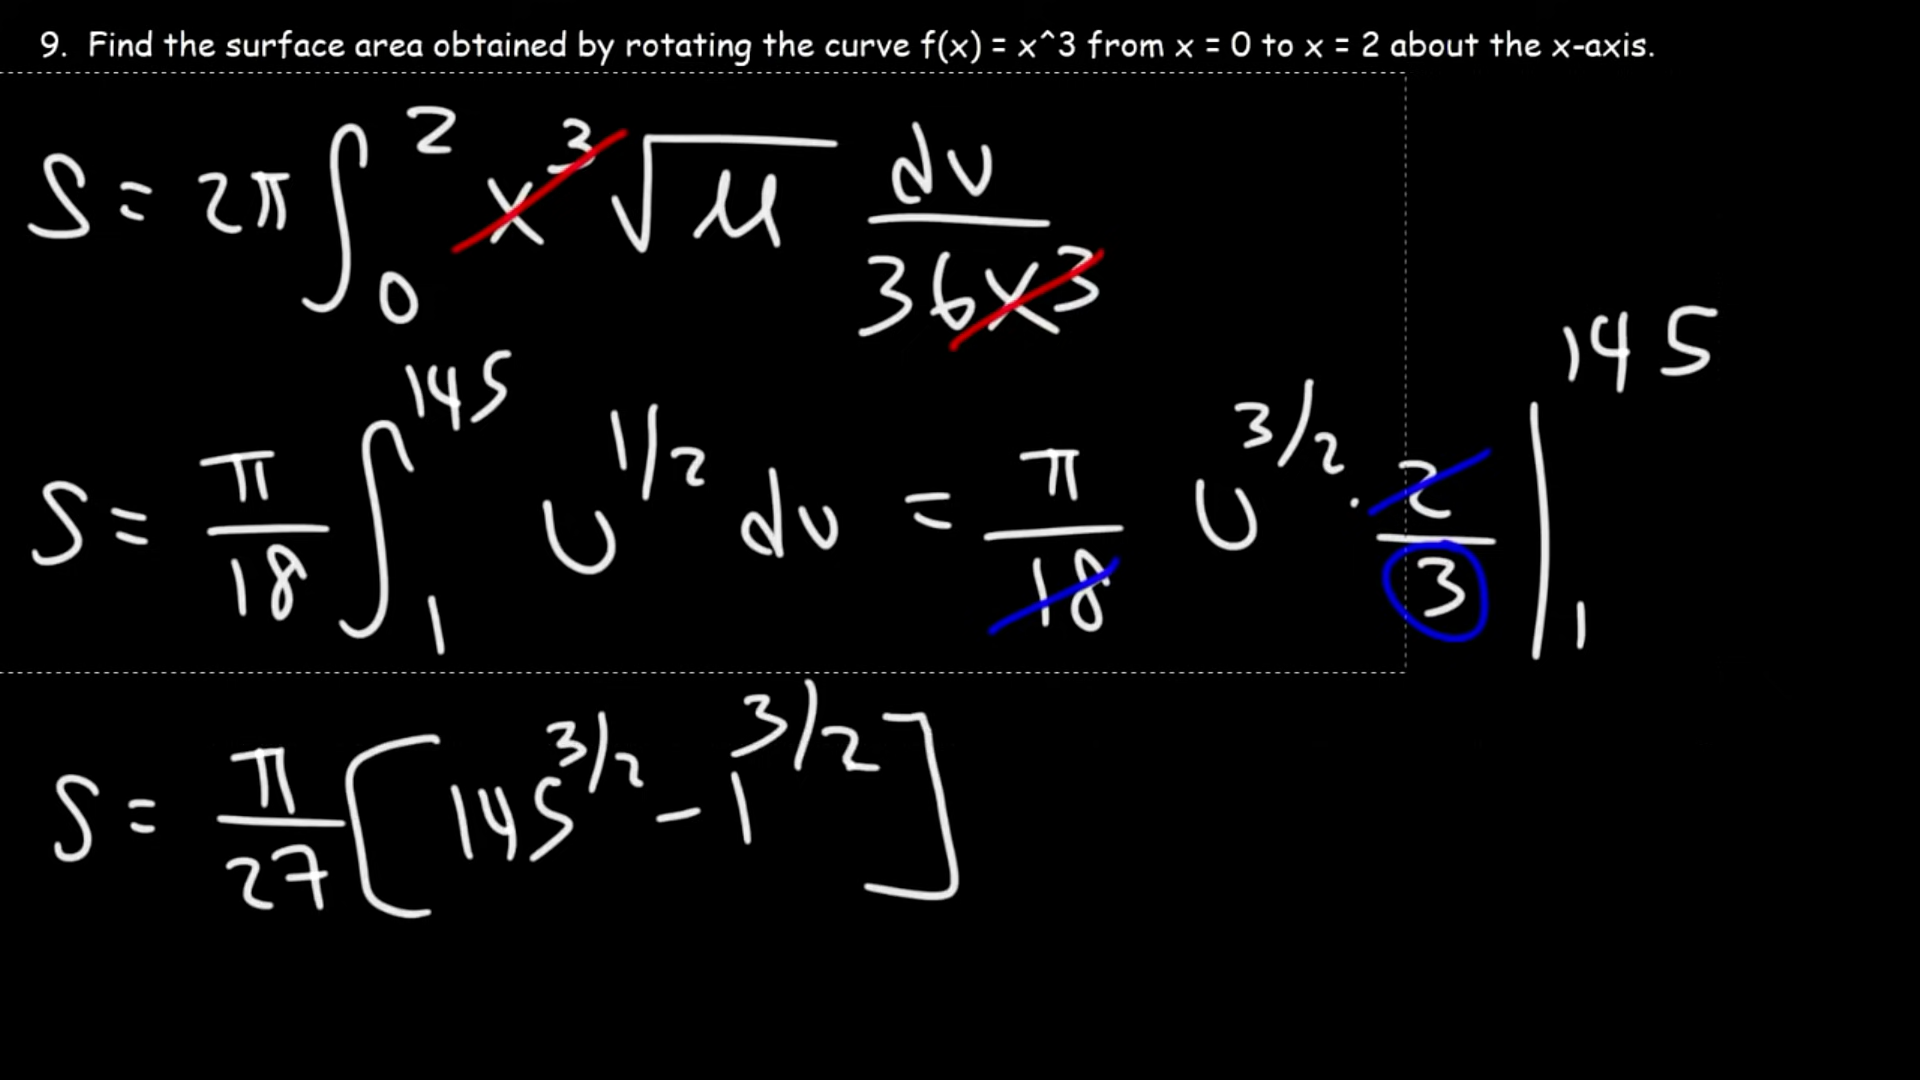 9. Find the surface area obtained by rotating the curve f(x) = x^3 from x = 0 to x = 2 about the x-axis.
S = 2π ∫₀² x³ √u du/36x³
S = π/18 ∫₁¹⁴⁵ u^1/2 du = π/18 u^3/2 · 2/3 |₁¹⁴⁵
S = π/27 [145^3/2 - 1^3/2]